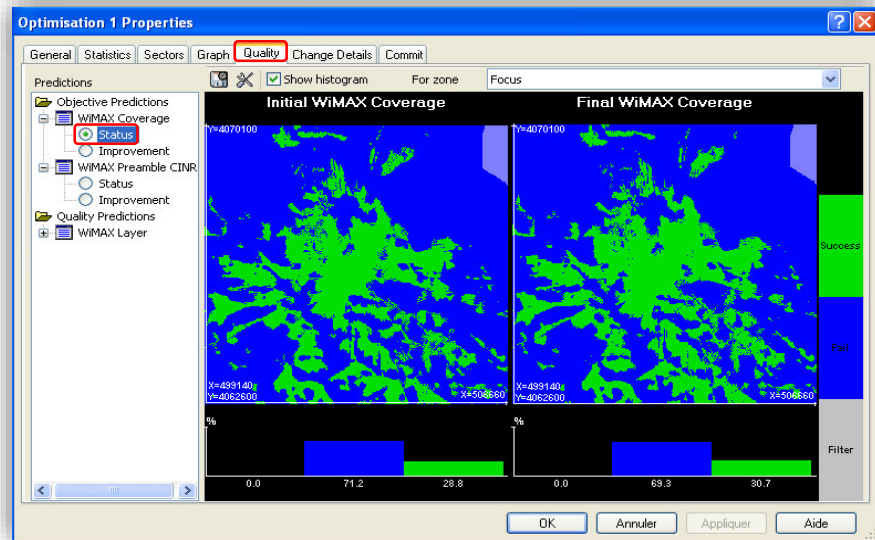 Optimisation 1 Properties
General Statistics Sectors Graph Quality Change Details Commit
Predictions
Show histogram For zone Focus
Objective Predictions
WiMAX Coverage
Status
Improvement
WiMAX Preamble CINR
Status
Improvement
Quality Predictions
WiMAX Layer
Initial WiMAX Coverage Final WiMAX Coverage
Y=4070100 Y=4070100
X=499140 X=499140
Y=4062600 X=506660 Y=4062600 X=506660
Success
Fail
Filter
% %
0.0 71.2 28.8 0.0 69.3 30.7
OK Annuler Appliquer Aide